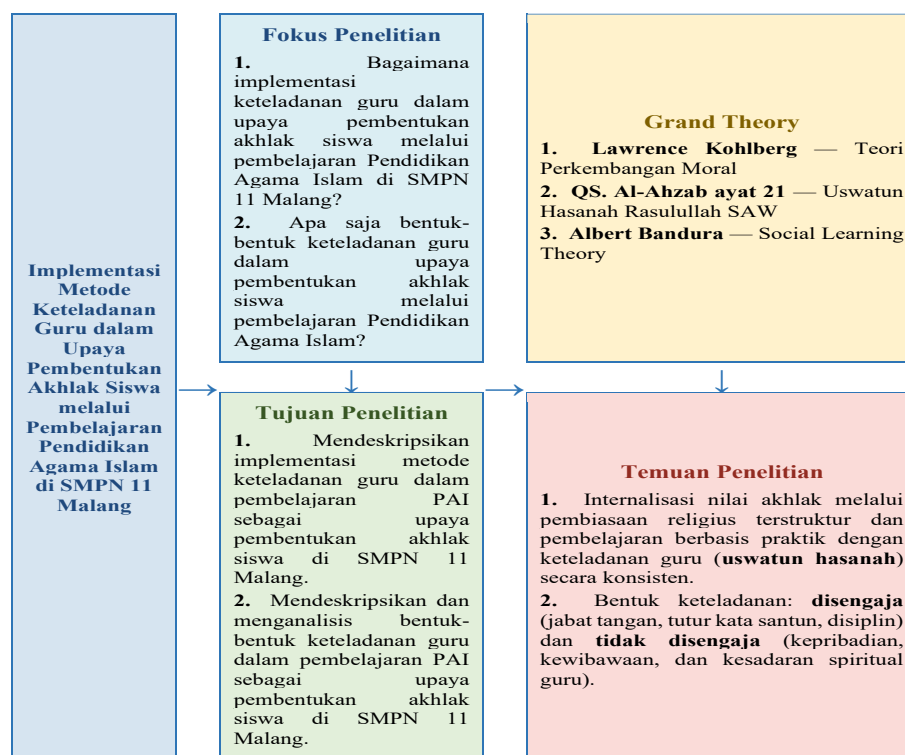 Implementasi
Metode
Keteladanan
Guru dalam
Upaya
Pembentukan
Akhlak Siswa
melalui
Pembelajaran
Pendidikan
Agama Islam
di SMPN 11
Malang
Fokus Penelitian
1. Bagaimana
implementasi
keteladanan guru dalam
upaya pembentukan
akhlak siswa melalui
pembelajaran Pendidikan
Agama Islam di SMPN
11 Malang?
2. Apa saja bentuk-
bentuk keteladanan guru
dalam upaya
pembentukan akhlak
siswa melalui
pembelajaran Pendidikan
Agama Islam?
Tujuan Penelitian
1. Mendeskripsikan
implementasi metode
keteladanan guru dalam
pembelajaran PAI
sebagai upaya
pembentukan akhlak
siswa di SMPN 11
Malang.
2. Mendeskripsikan dan
menganalisis bentuk-
bentuk keteladanan guru
dalam pembelajaran PAI
sebagai upaya
pembentukan akhlak
siswa di SMPN 11
Malang.
Grand Theory
1. Lawrence Kohlberg — Teori
Perkembangan Moral
2. QS. Al-Ahzab ayat 21 — Uswatun
Hasanah Rasulullah SAW
3. Albert Bandura — Social Learning
Theory
Temuan Penelitian
1. Internalisasi nilai akhlak melalui
pembiasaan religius terstruktur dan
pembelajaran berbasis praktik dengan
keteladanan guru (uswatun hasanah)
secara konsisten.
2. Bentuk keteladanan: disengaja
(jabat tangan, tutur kata santun, disiplin)
dan tidak disengaja (kepribadian,
kewibawaan, dan kesadaran spiritual
guru).